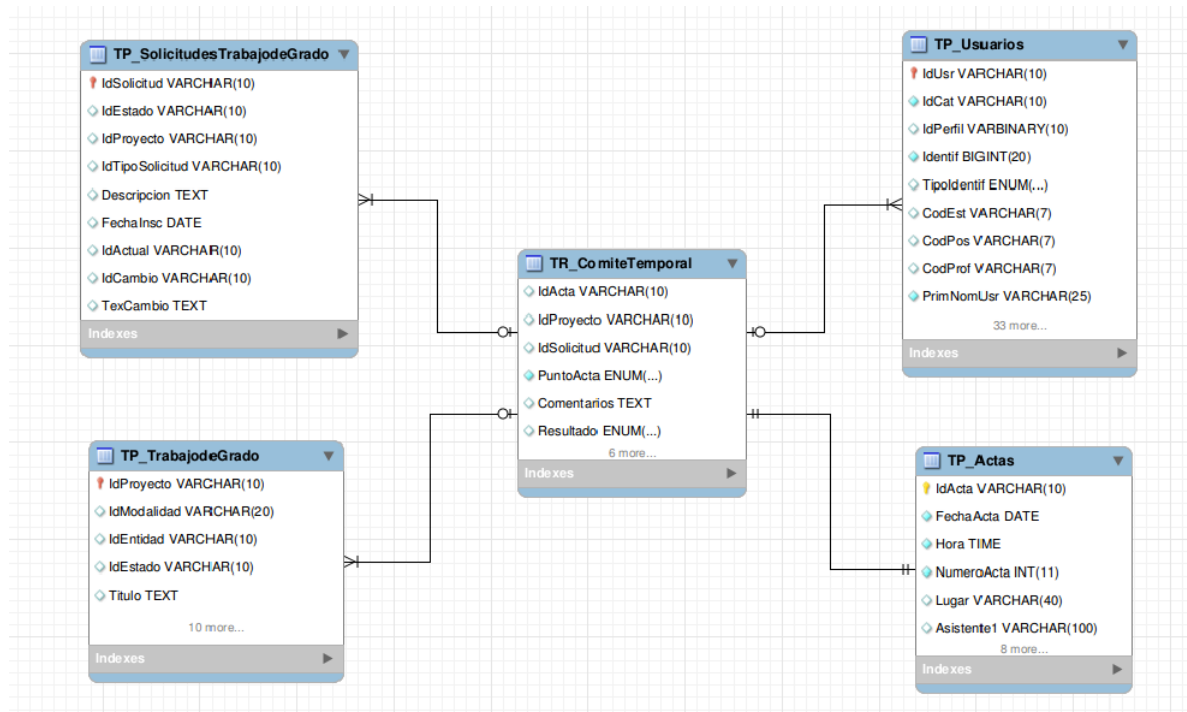 TP_SolicitudesTrabajodeGrado
IdSolicitud VARCHAR(10)
IdEstado VARCHAR(10)
IdProyecto VARCHAR(10)
IdTipoSolicitud VARCHAR(10)
Descripcion TEXT
FechaInsc DATE
IdActual VARCHAR(10)
IdCambio VARCHAR(10)
TexCambio TEXT
Indexes
TP_Usuarios
IdUsr VARCHAR(10)
IdCat VARCHAR(10)
IdPerfil VARBINARY(10)
Identif BIGINT(20)
TipoIdentif ENUM(...)
CodEst VARCHAR(7)
CodPos VARCHAR(7)
CodProf VARCHAR(7)
PrimNomUsr VARCHAR(25)
33 more...
Indexes
TR_ComiteTemporal
IdActa VARCHAR(10)
IdProyecto VARCHAR(10)
IdSolicitud VARCHAR(10)
PuntoActa ENUM(...)
Comentarios TEXT
Resultado ENUM(...)
6 more...
Indexes
TP_TrabajodeGrado
IdProyecto VARCHAR(10)
IdModalidad VARCHAR(20)
IdEntidad VARCHAR(10)
IdEstado VARCHAR(10)
Titulo TEXT
10 more...
Indexes
TP_Actas
IdActa VARCHAR(10)
FechaActa DATE
Hora TIME
NumeroActa INT(11)
Lugar VARCHAR(40)
Asistente1 VARCHAR(100)
8 more...
Indexes